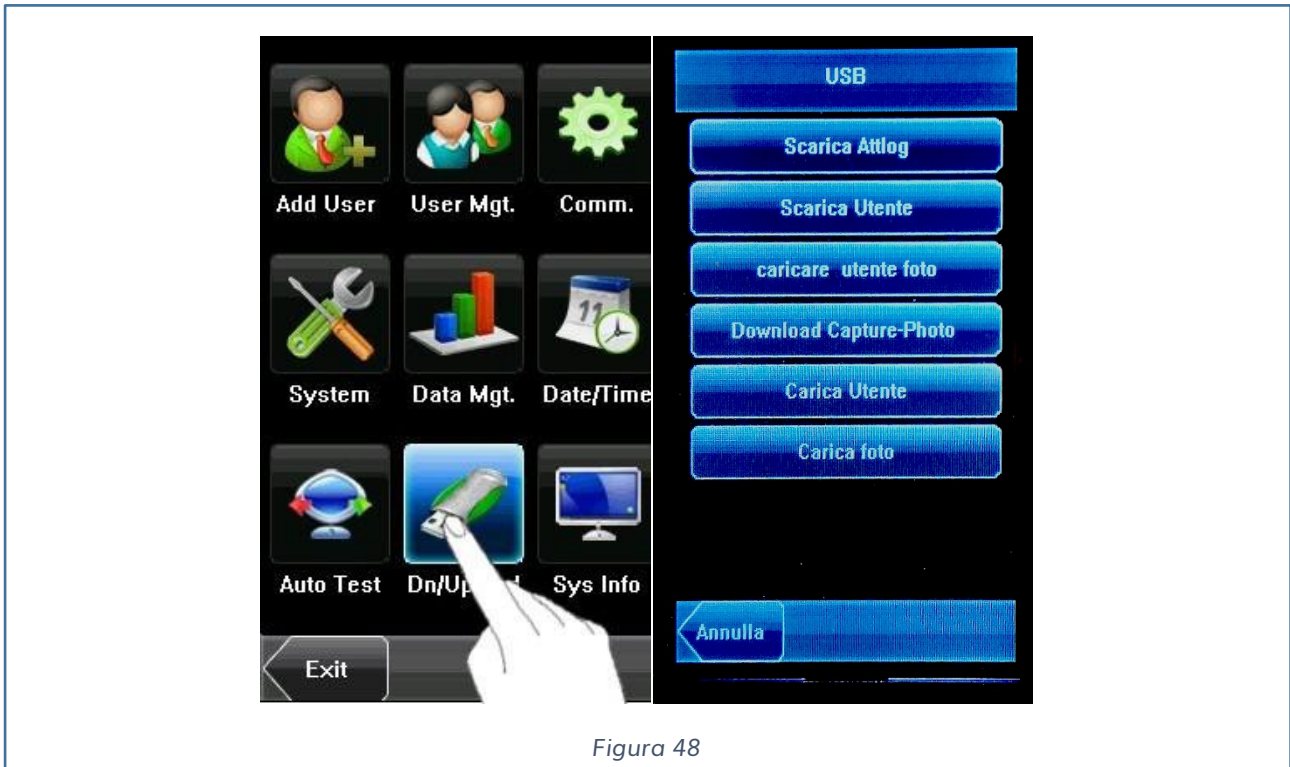 Add User
User Mgt.
Comm.
System
Data Mgt.
11
Date/Time
Auto Test
Sys Info
Exit
USB
Scarica Attlog
Scarica Utente
caricare utente foto
Download Capture-Photo
Carica Utente
Carica foto
Annulla
Figura 48